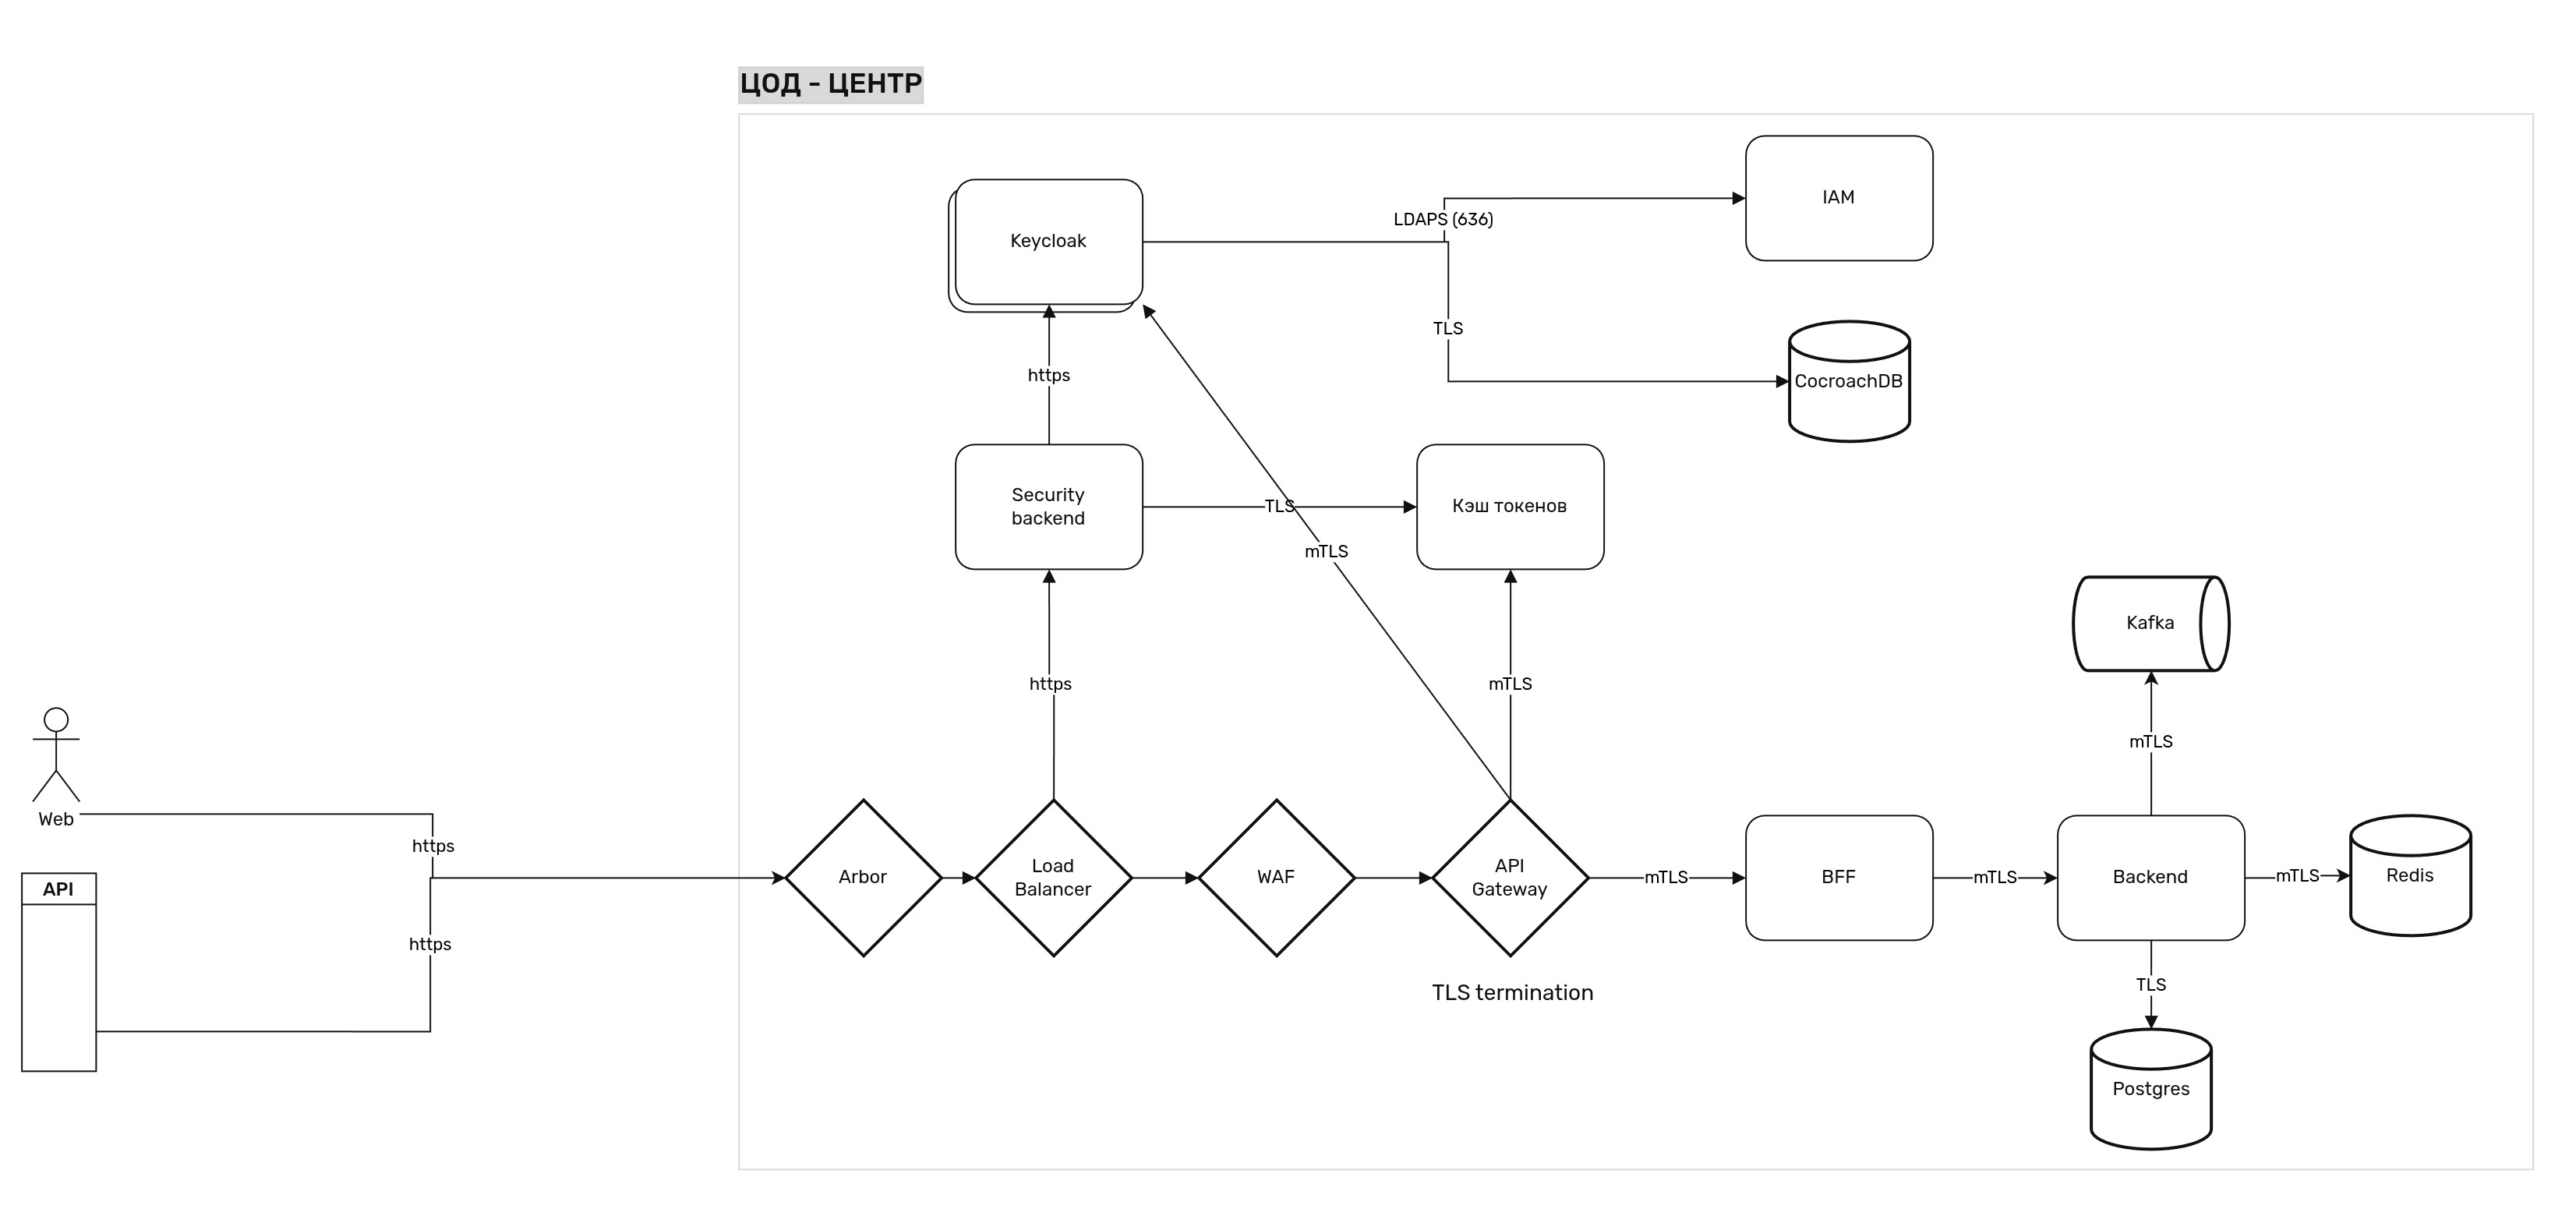 ЦОД - ЦЕНТР
Keycloak
IAM
LDAPS (636)
TLS
CocroachDB
https
Security
backend
TLS
Кэш токенов
mTLS
https
mTLS
Kafka
mTLS
Web
https
API
https
Arbor
Load
Balancer
WAF
API
Gateway
mTLS
BFF
mTLS
Backend
mTLS
Redis
TLS termination
TLS
Postgres